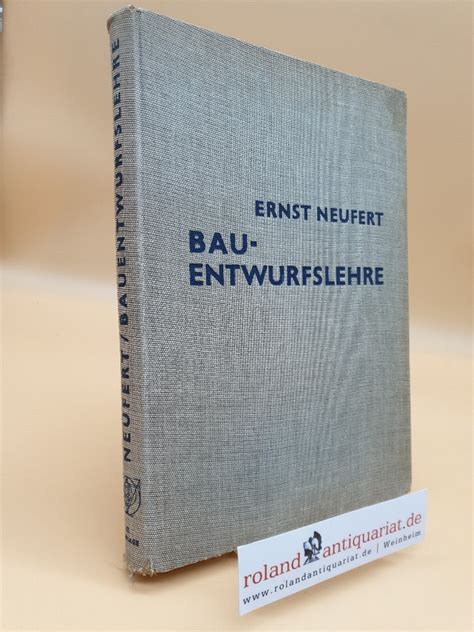 ERNST NEUFERT
BAU-
ENTWURFSLEHRE
NEUFERT / BAUENTWURFSLEHRE
roland antiquariat.de
www.rolandantiquariat.de | Weinheim